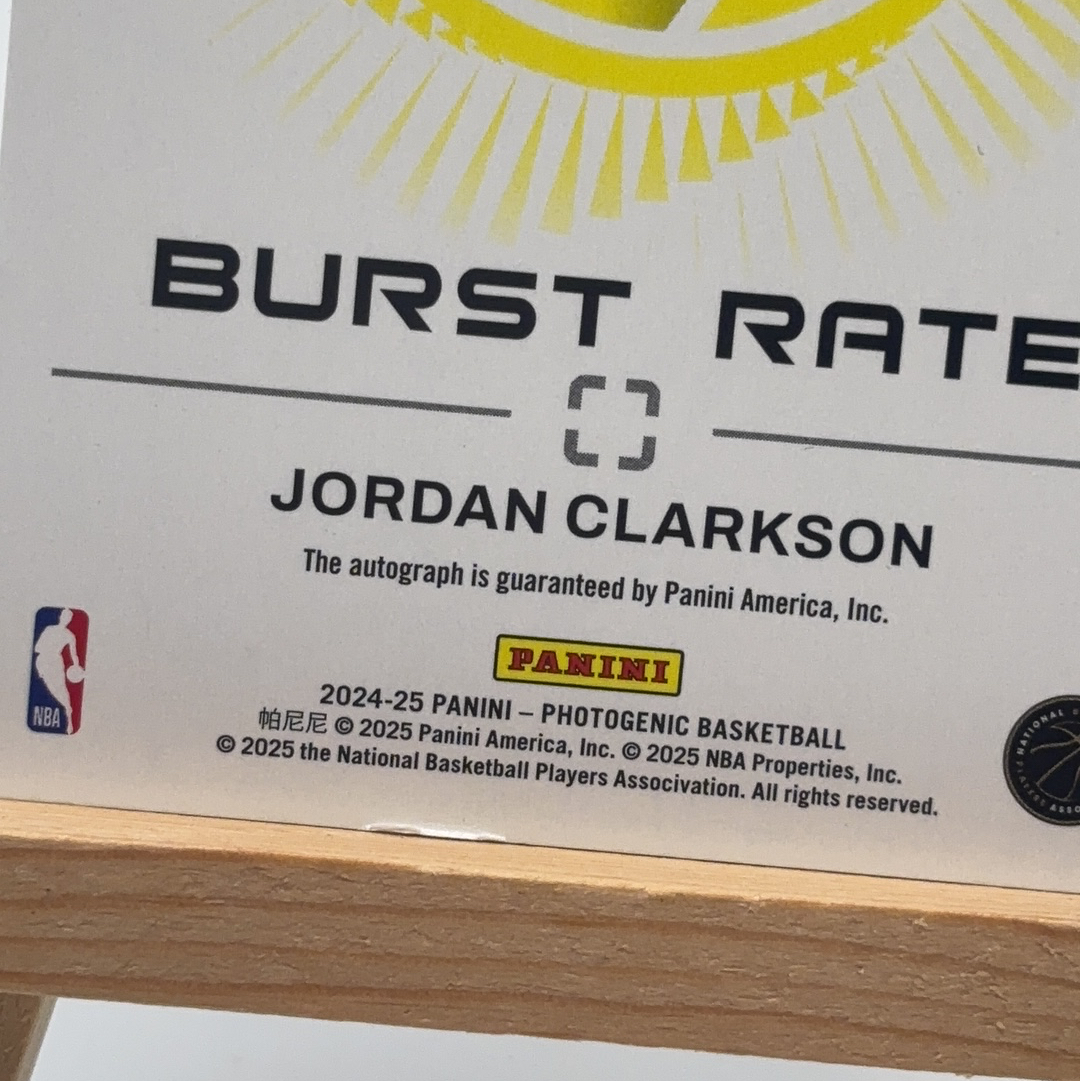 BURST RATE
JORDAN CLARKSON
The autograph is guaranteed by Panini America, Inc.
PANINI
NBA
2024-25 PANINI – PHOTOGENIC BASKETBALL
帕尼尼 © 2025 Panini America, Inc. © 2025 NBA Properties, Inc.
© 2025 the National Basketball Players Associvation. All rights reserved.
NATIONAL